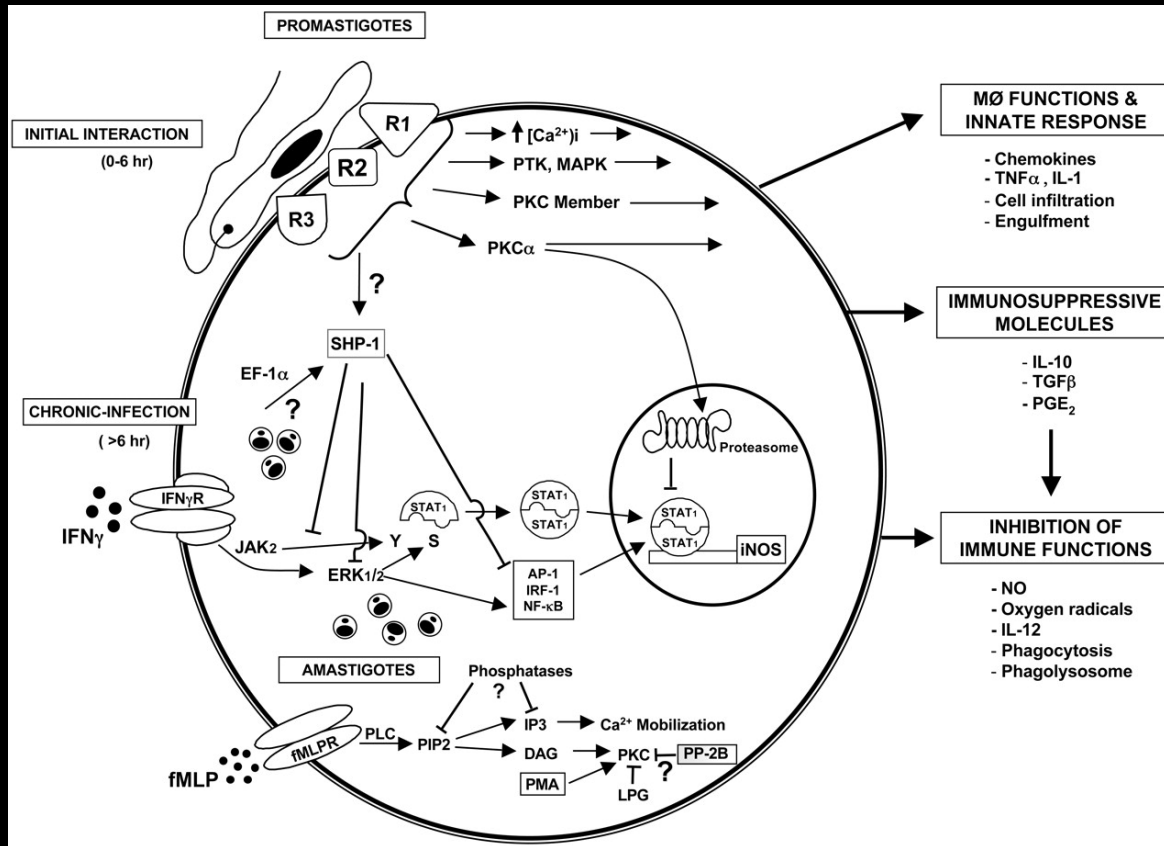 PROMASTIGOTES
INITIAL INTERACTION
(0-6 hr)
R1
R2
R3
[Ca²⁺)i
PTK, MAPK
PKC Member
PKCα
?
SHP-1
EF-1α
?
CHRONIC-INFECTION
( >6 hr)
IFNγR
IFNγ
JAK2
Y
S
ERK1/2
STAT1
STAT1
STAT1
AP-1
IRF-1
NF-κB
Proteasome
STAT1
STAT1
iNOS
AMASTIGOTES
Phosphatases
?
fMLPR
fMLP
PLC
PIP2
IP3
Ca²⁺ Mobilization
DAG
PKC
PP-2B
?
PMA
LPG
MØ FUNCTIONS &
INNATE RESPONSE
- Chemokines
- TNFα , IL-1
- Cell infiltration
- Engulfment
IMMUNOSUPPRESSIVE
MOLECULES
- IL-10
- TGFβ
- PGE₂
INHIBITION OF
IMMUNE FUNCTIONS
- NO
- Oxygen radicals
- IL-12
- Phagocytosis
- Phagolysosome